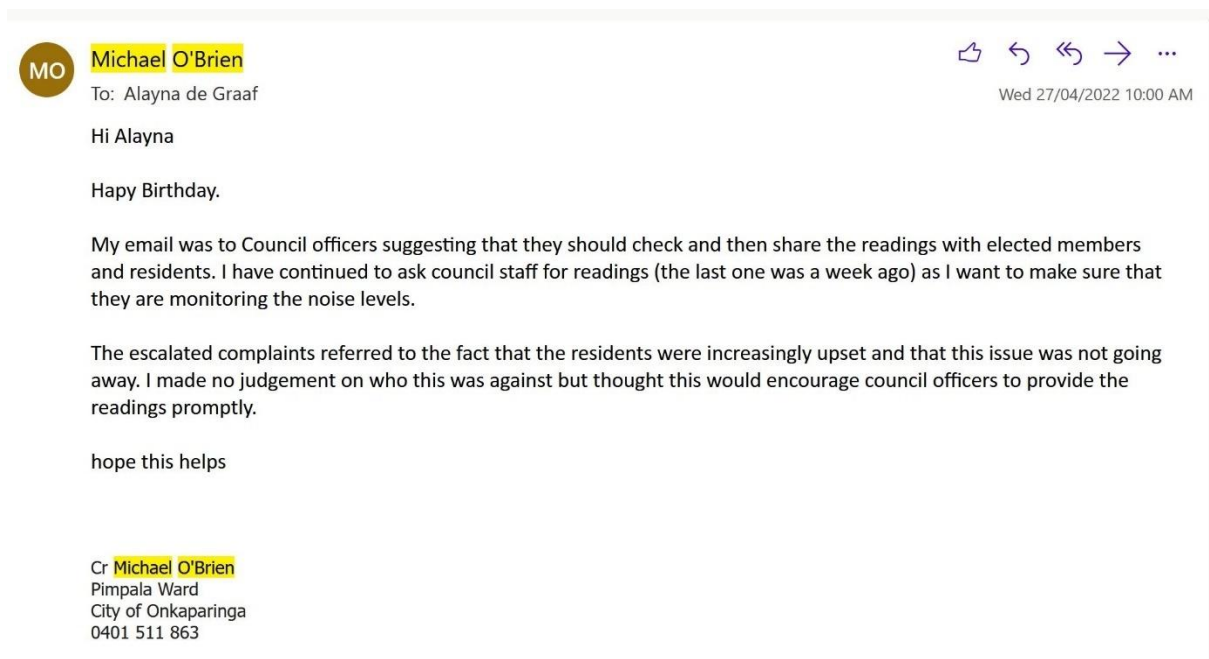 MO
Michael O'Brien
To: Alayna de Graaf
Wed 27/04/2022 10:00 AM
Hi Alayna
Hapy Birthday.
My email was to Council officers suggesting that they should check and then share the readings with elected members
and residents. I have continued to ask council staff for readings (the last one was a week ago) as I want to make sure that
they are monitoring the noise levels.
The escalated complaints referred to the fact that the residents were increasingly upset and that this issue was not going
away. I made no judgement on who this was against but thought this would encourage council officers to provide the
readings promptly.
hope this helps
Cr Michael O'Brien
Pimpala Ward
City of Onkaparinga
0401 511 863